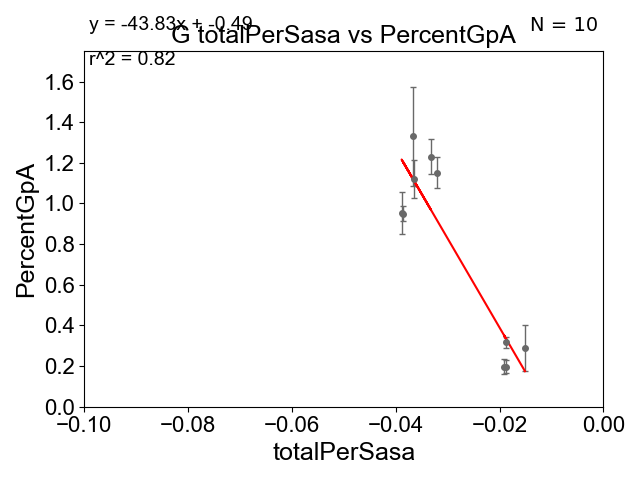 y = -43.83x + -0.49
G totalPerSasa vs PercentGpA
N = 10
r^2 = 0.82
PercentGpA
1.6
1.4
1.2
1.0
0.8
0.6
0.4
0.2
0.0
−0.10 −0.08 −0.06 −0.04 −0.02 0.00
totalPerSasa